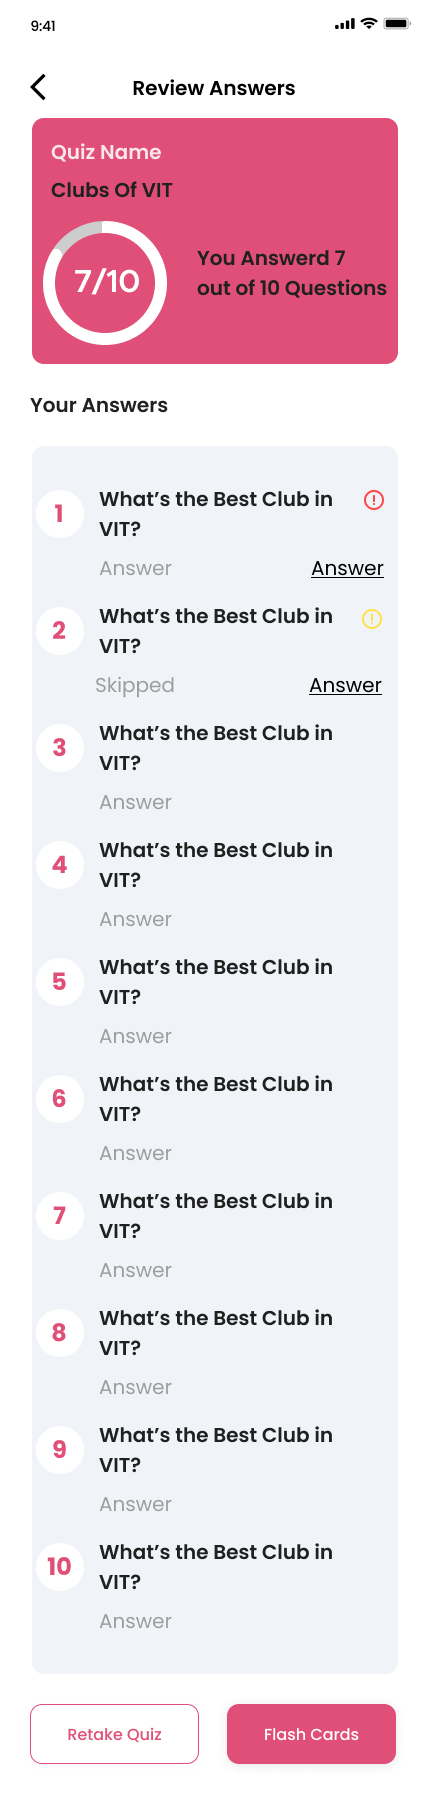 9:41
Review Answers
Quiz Name
Clubs Of VIT
7/10
You Answerd 7
out of 10 Questions
Your Answers
1
What's the Best Club in
VIT?
Answer Answer
2
What's the Best Club in
VIT?
Skipped Answer
3
What's the Best Club in
VIT?
Answer
4
What's the Best Club in
VIT?
Answer
5
What's the Best Club in
VIT?
Answer
6
What's the Best Club in
VIT?
Answer
7
What's the Best Club in
VIT?
Answer
8
What's the Best Club in
VIT?
Answer
9
What's the Best Club in
VIT?
Answer
10
What's the Best Club in
VIT?
Answer
Retake Quiz Flash Cards